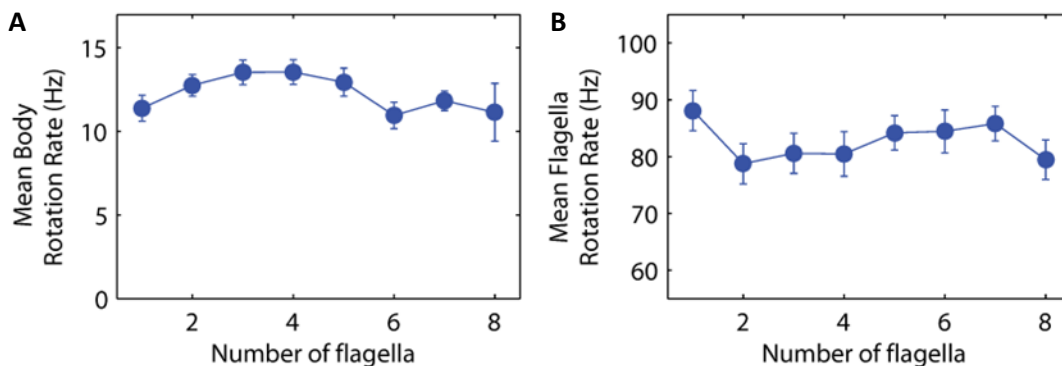 A
Mean Body
Rotation Rate (Hz)
15
10
5
0
2
4
6
8
Number of flagella
B
Mean Flagella
Rotation Rate (Hz)
100
90
80
70
60
2
4
6
8
Number of flagella